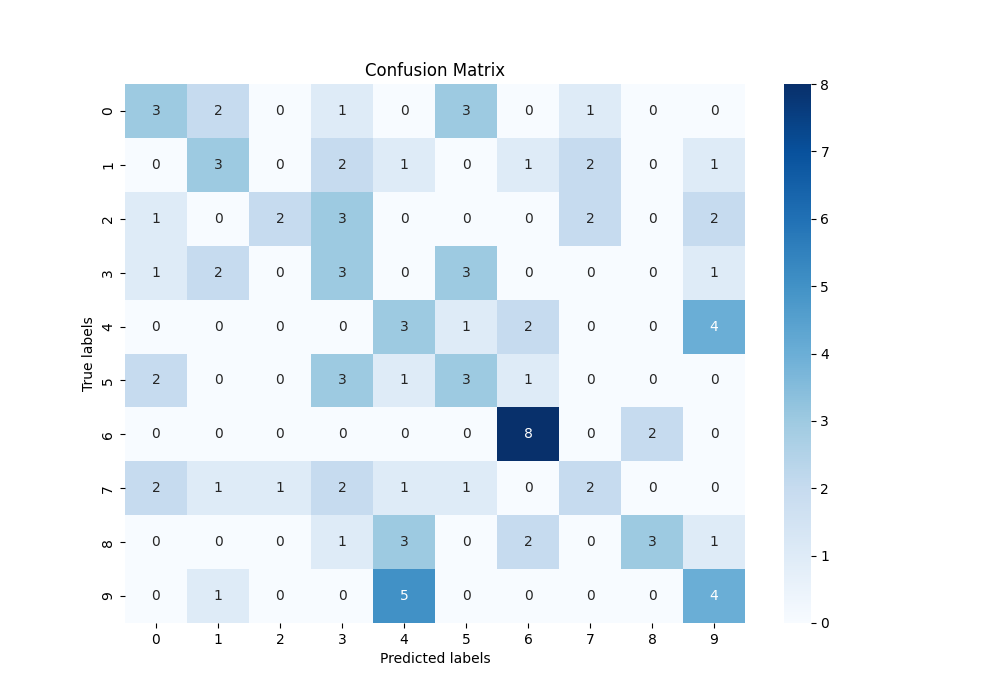 Confusion Matrix
0 3 2 0 1 0 3 0 1 0 0
1 0 3 0 2 1 0 1 2 0 1
2 1 0 2 3 0 0 0 2 0 2
3 1 2 0 3 0 3 0 0 0 1
4 0 0 0 0 3 1 2 0 0 4
5 2 0 0 3 1 3 1 0 0 0
6 0 0 0 0 0 0 8 0 2 0
7 2 1 1 2 1 1 0 2 0 0
8 0 0 0 1 3 0 2 0 3 1
9 0 1 0 0 5 0 0 0 0 4
0 1 2 3 4 5 6 7 8 9
Predicted labels
True labels
8
7
6
5
4
3
2
1
0